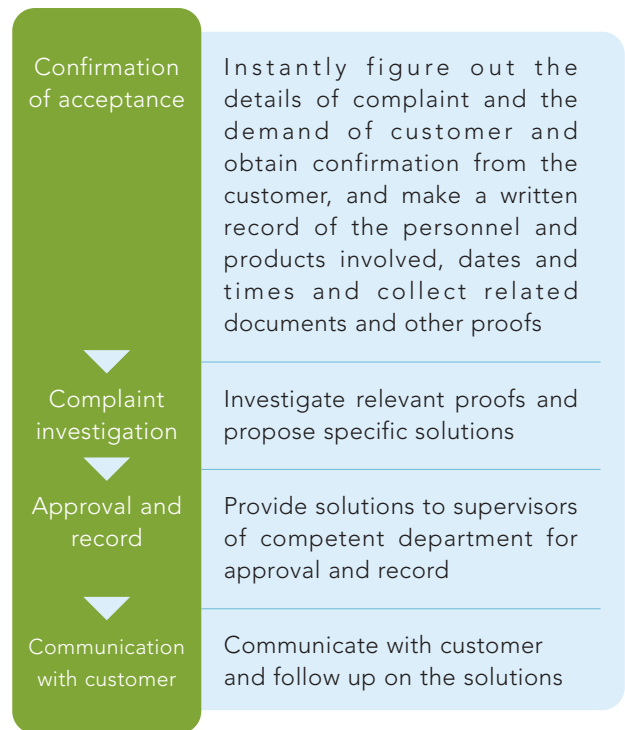 Confirmation
of acceptance
Instantly figure out the
details of complaint and the
demand of customer and
obtain confirmation from the
customer, and make a written
record of the personnel and
products involved, dates and
times and collect related
documents and other proofs
Complaint
investigation
Investigate relevant proofs and
propose specific solutions
Approval and
record
Provide solutions to supervisors
of competent department for
approval and record
Communication
with customer
Communicate with customer
and follow up on the solutions